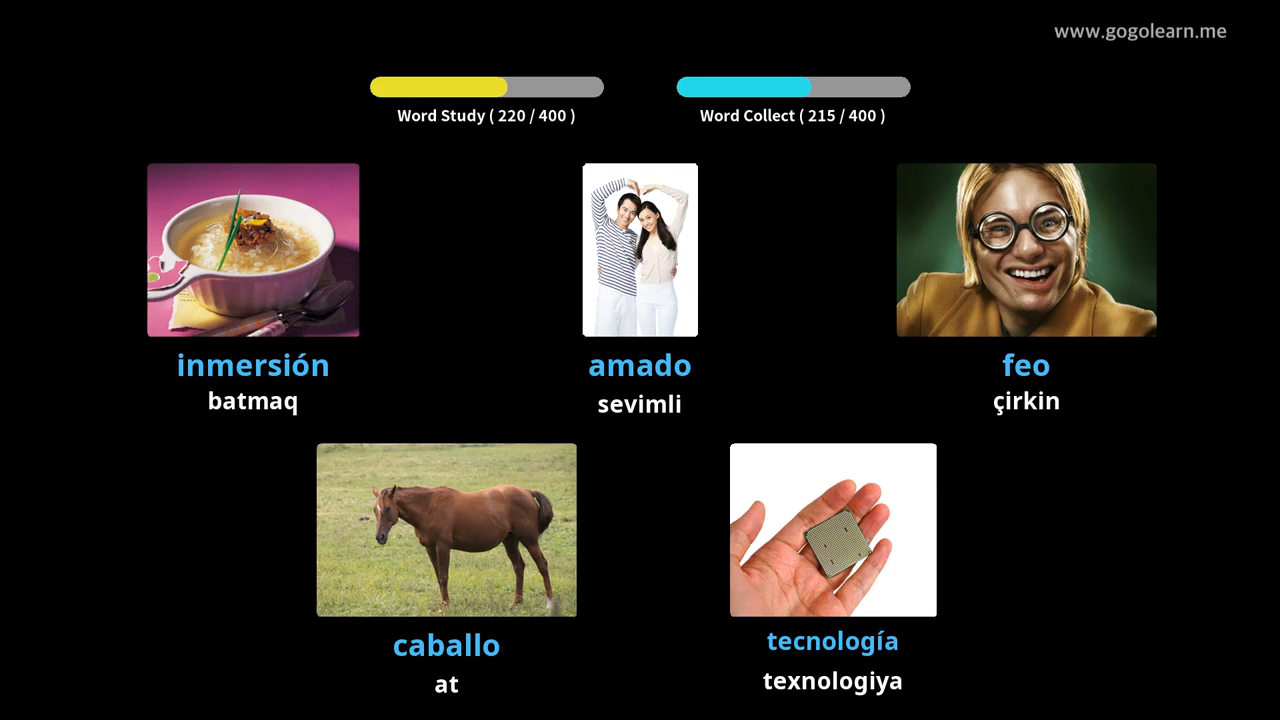 www.gogolearn.me
Word Study ( 220 / 400 )
Word Collect ( 215 / 400 )
inmersión
batmaq
amado
sevimli
feo
çirkin
caballo
at
tecnología
texnologiya